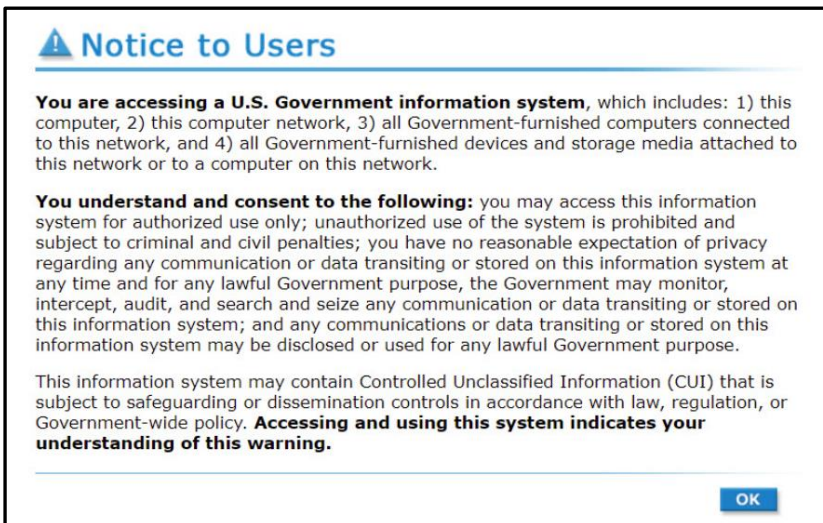 Notice to Users
You are accessing a U.S. Government information system, which includes: 1) this
computer, 2) this computer network, 3) all Government-furnished computers connected
to this network, and 4) all Government-furnished devices and storage media attached to
this network or to a computer on this network.
You understand and consent to the following: you may access this information
system for authorized use only; unauthorized use of the system is prohibited and
subject to criminal and civil penalties; you have no reasonable expectation of privacy
regarding any communication or data transiting or stored on this information system at
any time and for any lawful Government purpose, the Government may monitor,
intercept, audit, and search and seize any communication or data transiting or stored on
this information system; and any communications or data transiting or stored on this
information system may be disclosed or used for any lawful Government purpose.
This information system may contain Controlled Unclassified Information (CUI) that is
subject to safeguarding or dissemination controls in accordance with law, regulation, or
Government-wide policy. Accessing and using this system indicates your
understanding of this warning.
OK